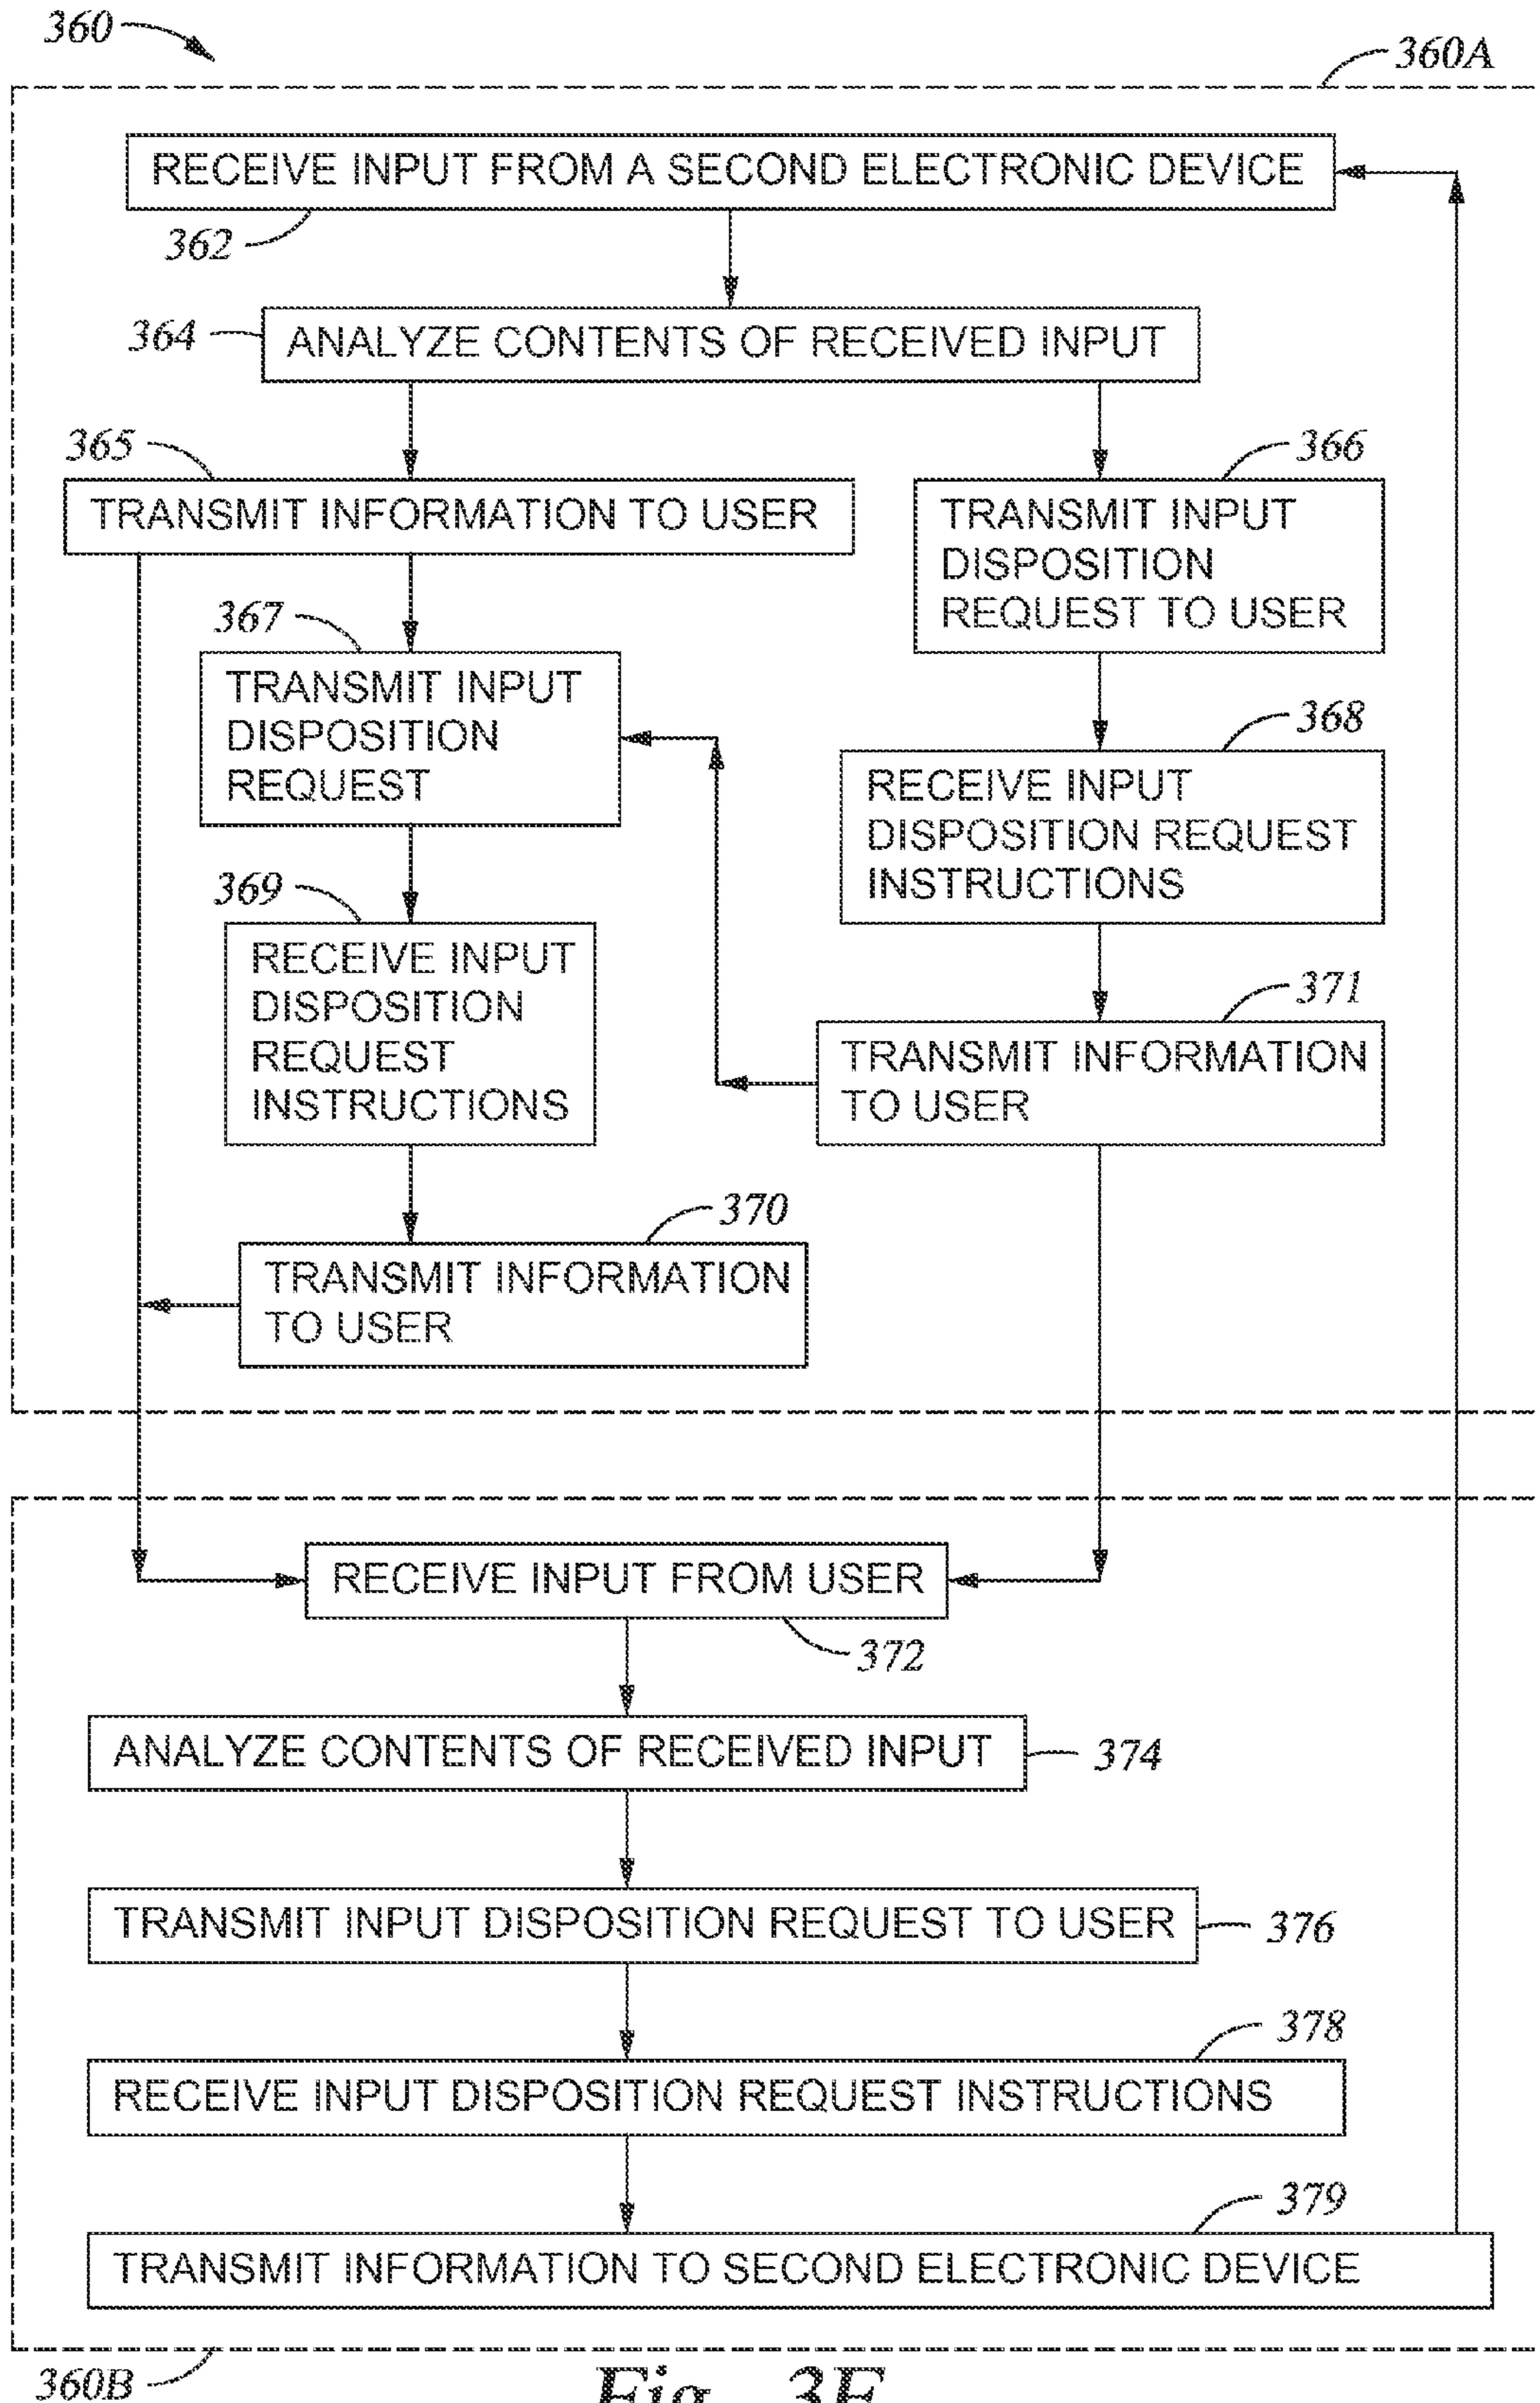 360
360A
RECEIVE INPUT FROM A SECOND ELECTRONIC DEVICE
362
364
ANALYZE CONTENTS OF RECEIVED INPUT
365
366
TRANSMIT INFORMATION TO USER
TRANSMIT INPUT
DISPOSITION
REQUEST TO USER
367
TRANSMIT INPUT
DISPOSITION
REQUEST
368
RECEIVE INPUT
DISPOSITION REQUEST
INSTRUCTIONS
369
RECEIVE INPUT
DISPOSITION
REQUEST
INSTRUCTIONS
371
TRANSMIT INFORMATION
TO USER
370
TRANSMIT INFORMATION
TO USER
RECEIVE INPUT FROM USER
372
ANALYZE CONTENTS OF RECEIVED INPUT
374
TRANSMIT INPUT DISPOSITION REQUEST TO USER
376
378
RECEIVE INPUT DISPOSITION REQUEST INSTRUCTIONS
379
TRANSMIT INFORMATION TO SECOND ELECTRONIC DEVICE
360B